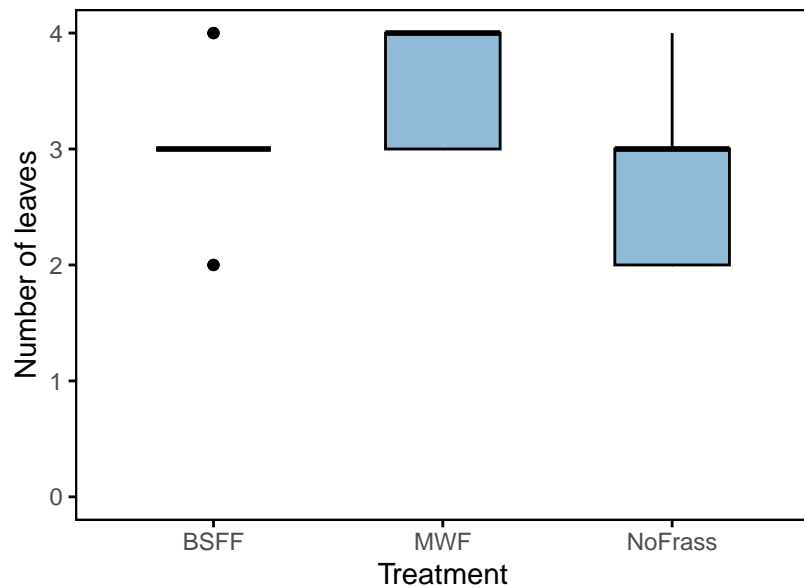 Number of leaves
4
3
2
1
0
BSFF
MWF
NoFrass
Treatment